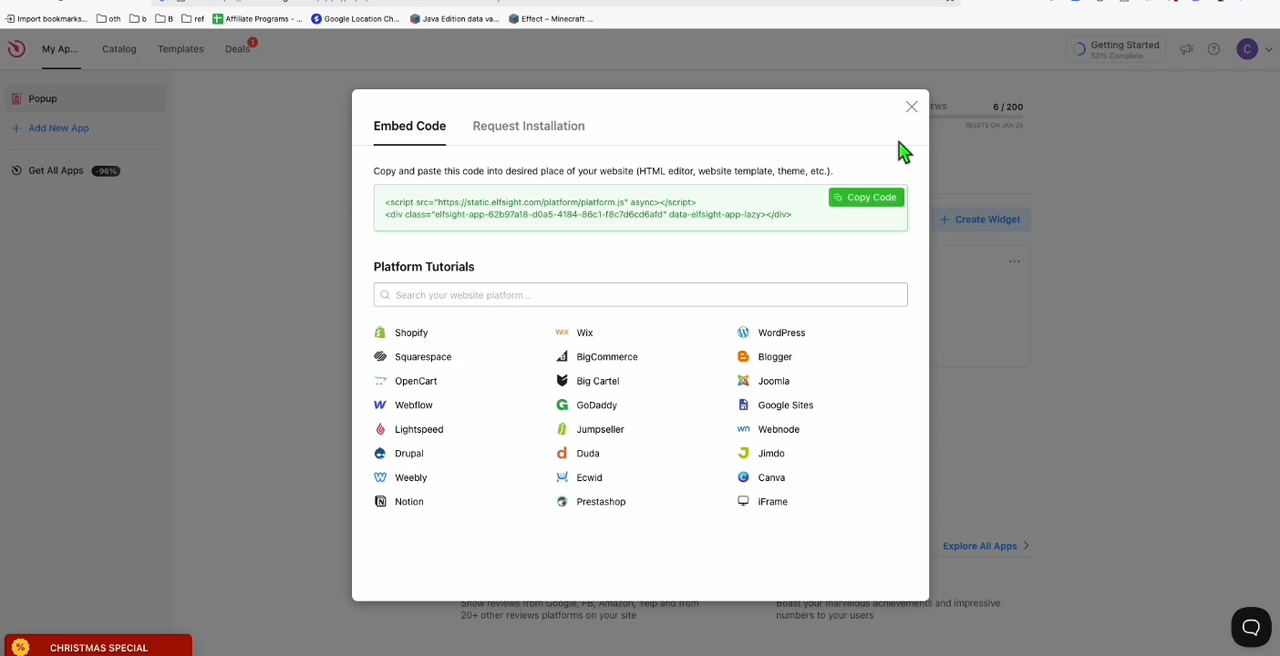 Import bookmarks...
oth
b
B
ref
Affiliate Programs - ...
Google Location Ch...
Java Edition data va...
Effect – Minecraft ...
My Ap...
Catalog
Templates
Deals
1
Getting Started
50% Complete
C
Popup
Add New App
Get All Apps
-96%
EWS
6 / 200
RESETS ON JAN 26
Create Widget
Embed Code
Request Installation
Copy and paste this code into desired place of your website (HTML editor, website template, theme, etc.).
<script src="https://static.elfsight.com/platform/platform.js" async></script>
<div class="elfsight-app-62b97a18-d0a5-4184-86c1-f8c7d6cd6afd" data-elfsight-app-lazy></div>
Copy Code
Platform Tutorials
Search your website platform...
Shopify
WIX
Wix
WordPress
Squarespace
BigCommerce
Blogger
OpenCart
Big Cartel
Joomla
Webflow
GoDaddy
Google Sites
Lightspeed
Jumpseller
wn
Webnode
Drupal
Duda
Jimdo
Weebly
Ecwid
Canva
Notion
Prestashop
iFrame
Explore All Apps
Show reviews from Google, FB, Amazon, Yelp and from
20+ other reviews platforms on your site
Boast your marvelous achievements and impressive
numbers to your users
%
CHRISTMAS SPECIAL